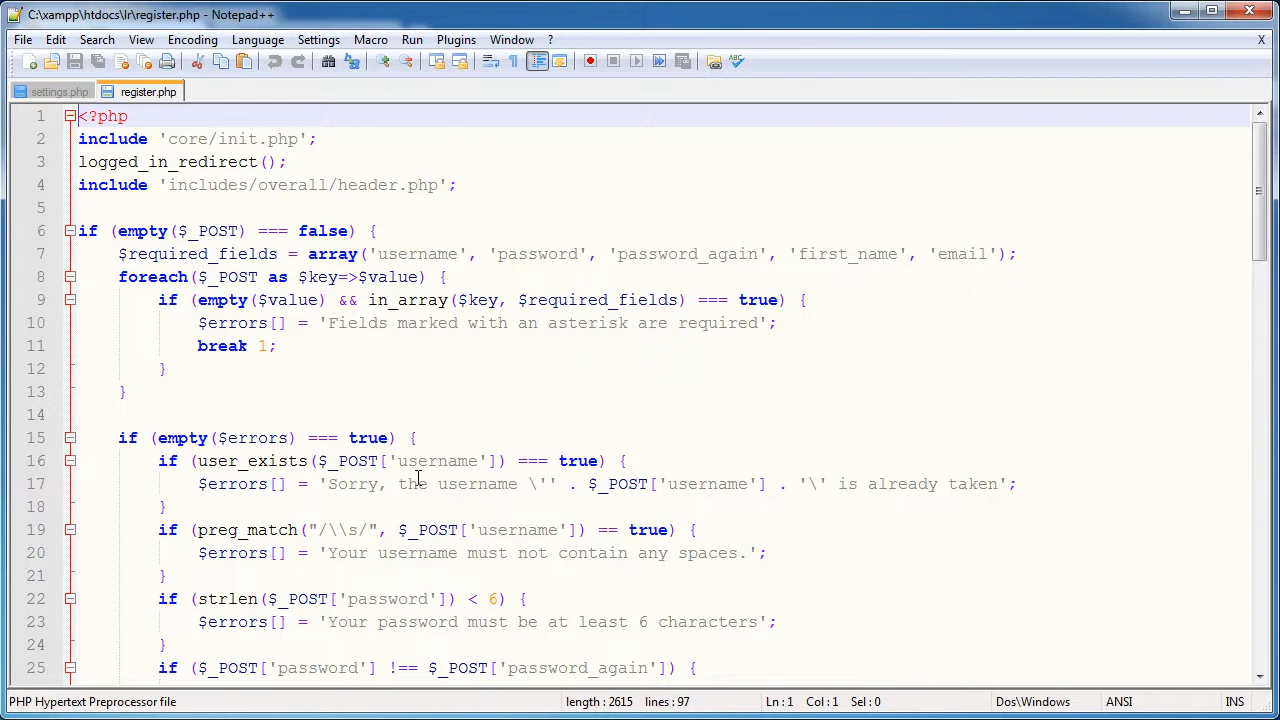 C:\xampp\htdocs\lr\register.php - Notepad++
File Edit Search View Encoding Language Settings Macro Run Plugins Window ? X
settings.php register.php
1 <?php
2 include 'core/init.php';
3 logged_in_redirect();
4 include 'includes/overall/header.php';
5
6 if (empty($_POST) === false) {
7 $required_fields = array('username', 'password', 'password_again', 'first_name', 'email');
8 foreach($_POST as $key=>$value) {
9 if (empty($value) && in_array($key, $required_fields) === true) {
10 $errors[] = 'Fields marked with an asterisk are required';
11 break 1;
12 }
13 }
14
15 if (empty($errors) === true) {
16 if (user_exists($_POST['username']) === true) {
17 $errors[] = 'Sorry, the username \'' . $_POST['username'] . '\' is already taken';
18 }
19 if (preg_match("/\\s/", $_POST['username']) == true) {
20 $errors[] = 'Your username must not contain any spaces.';
21 }
22 if (strlen($_POST['password']) < 6) {
23 $errors[] = 'Your password must be at least 6 characters';
24 }
25 if ($_POST['password'] !== $_POST['password_again']) {
PHP Hypertext Preprocessor file length : 2615 lines : 97 Ln : 1 Col : 1 Sel : 0 Dos\Windows ANSI INS